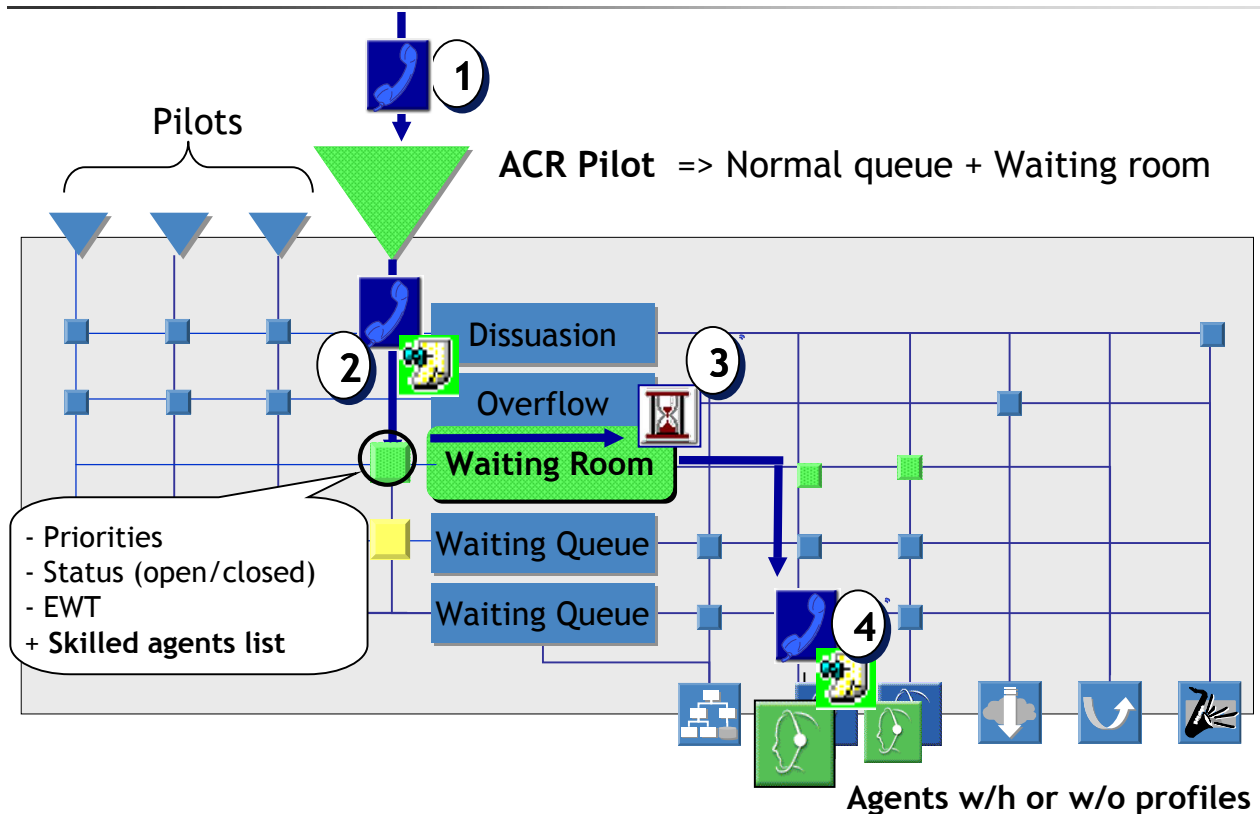 1
Pilots
ACR Pilot => Normal queue + Waiting room
2
Dissuasion
3
Overflow
Waiting Room
- Priorities
- Status (open/closed)
- EWT
+ Skilled agents list
Waiting Queue
Waiting Queue
4
Agents w/h or w/o profiles